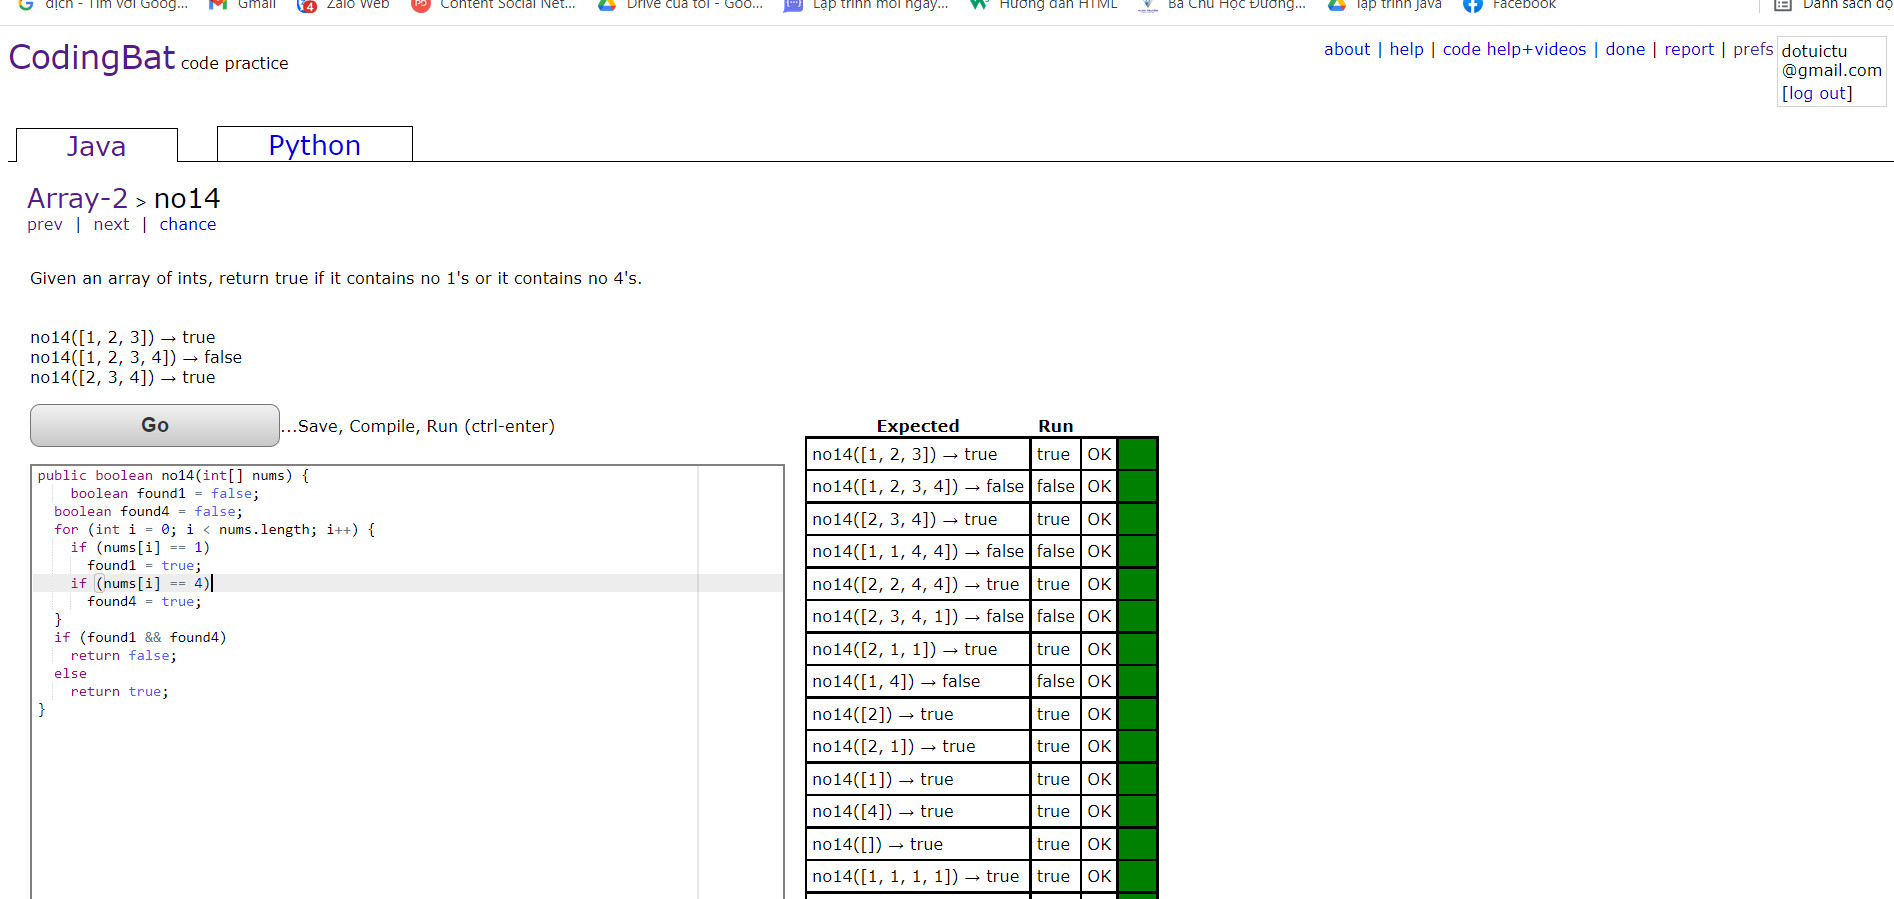 dịch - Tìm với Goog... Gmail Zalo Web Content Social Net... Drive của tôi - Goo... Lập trình mỗi ngày... Hướng dẫn HTML Bà Chủ Học Đường... lập trình Java Facebook Danh sách đọ
CodingBat code practice
about | help | code help+videos | done | report | prefs
dotuictu
@gmail.com
[log out]
Java
Python
Array-2 > no14
prev | next | chance
Given an array of ints, return true if it contains no 1's or it contains no 4's.
no14([1, 2, 3]) → true
no14([1, 2, 3, 4]) → false
no14([2, 3, 4]) → true
Go ...Save, Compile, Run (ctrl-enter)
public boolean no14(int[] nums) {
boolean found1 = false;
boolean found4 = false;
for (int i = 0; i < nums.length; i++) {
if (nums[i] == 1)
found1 = true;
if (nums[i] == 4)
found4 = true;
}
if (found1 && found4)
return false;
else
return true;
}
Expected Run
no14([1, 2, 3]) → true true OK
no14([1, 2, 3, 4]) → false false OK
no14([2, 3, 4]) → true true OK
no14([1, 1, 4, 4]) → false false OK
no14([2, 2, 4, 4]) → true true OK
no14([2, 3, 4, 1]) → false false OK
no14([2, 1, 1]) → true true OK
no14([1, 4]) → false false OK
no14([2]) → true true OK
no14([2, 1]) → true true OK
no14([1]) → true true OK
no14([4]) → true true OK
no14([]) → true true OK
no14([1, 1, 1, 1]) → true true OK